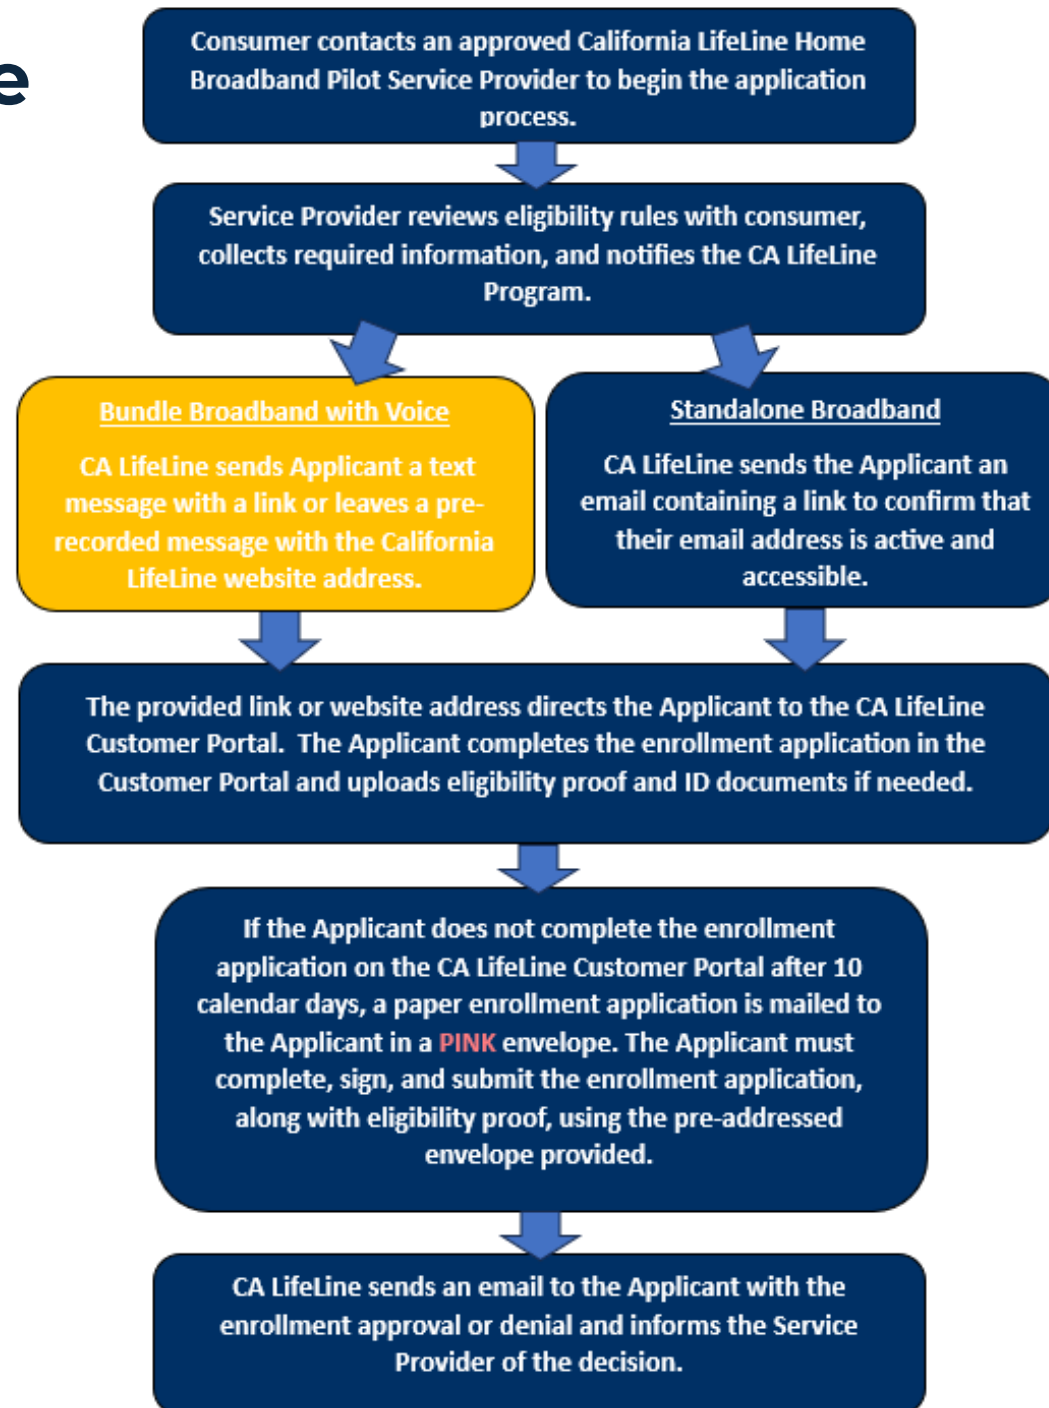 e
Consumer contacts an approved California LifeLine Home
Broadband Pilot Service Provider to begin the application
process.
Service Provider reviews eligibility rules with consumer,
collects required information, and notifies the CA LifeLine
Program.
Bundle Broadband with Voice
CA LifeLine sends Applicant a text
message with a link or leaves a pre-
recorded message with the California
LifeLine website address.
Standalone Broadband
CA LifeLine sends the Applicant an
email containing a link to confirm that
their email address is active and
accessible.
The provided link or website address directs the Applicant to the CA LifeLine
Customer Portal.  The Applicant completes the enrollment application in the
Customer Portal and uploads eligibility proof and ID documents if needed.
If the Applicant does not complete the enrollment
application on the CA LifeLine Customer Portal after 10
calendar days, a paper enrollment application is mailed to
the Applicant in a PINK envelope. The Applicant must
complete, sign, and submit the enrollment application,
along with eligibility proof, using the pre-addressed
envelope provided.
CA LifeLine sends an email to the Applicant with the
enrollment approval or denial and informs the Service
Provider of the decision.